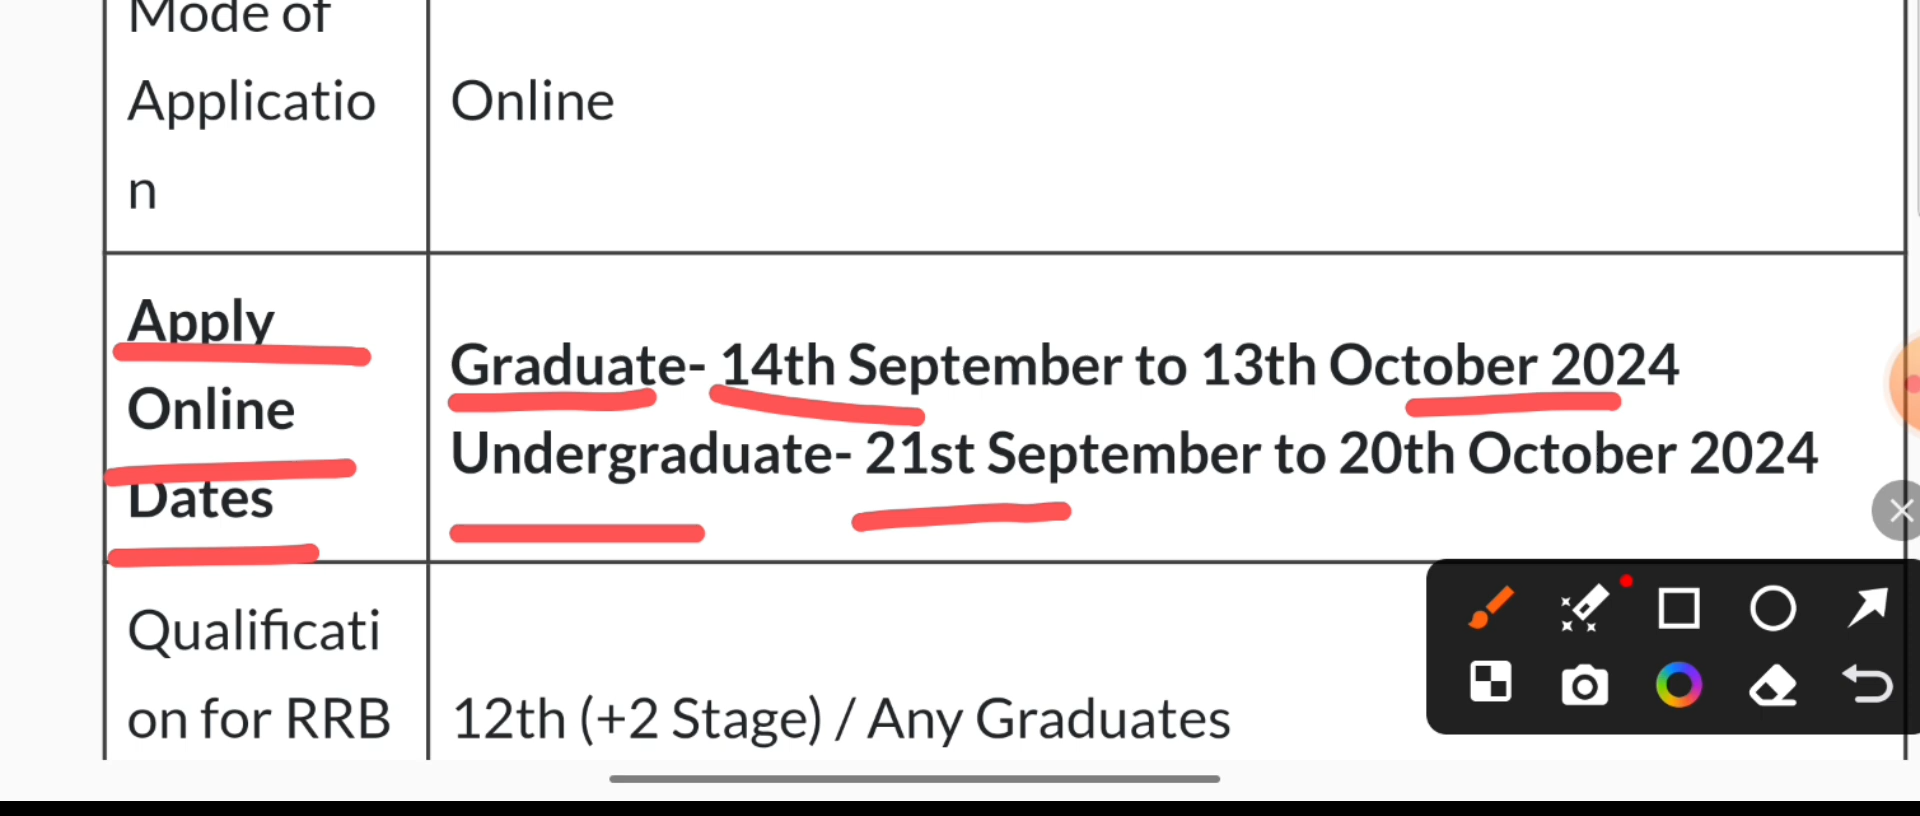 Mode of
Applicatio
n
Online
Apply
Online
Dates
Graduate- 14th September to 13th October 2024
Undergraduate- 21st September to 20th October 2024
Qualificati
on for RRB
12th (+2 Stage) / Any Graduates